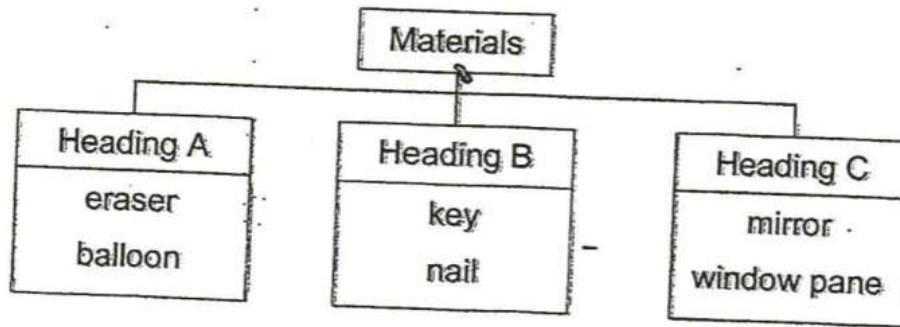 Materials
Heading A
eraser
balloon
Heading B
key
nail
Heading C
mirror
window pane